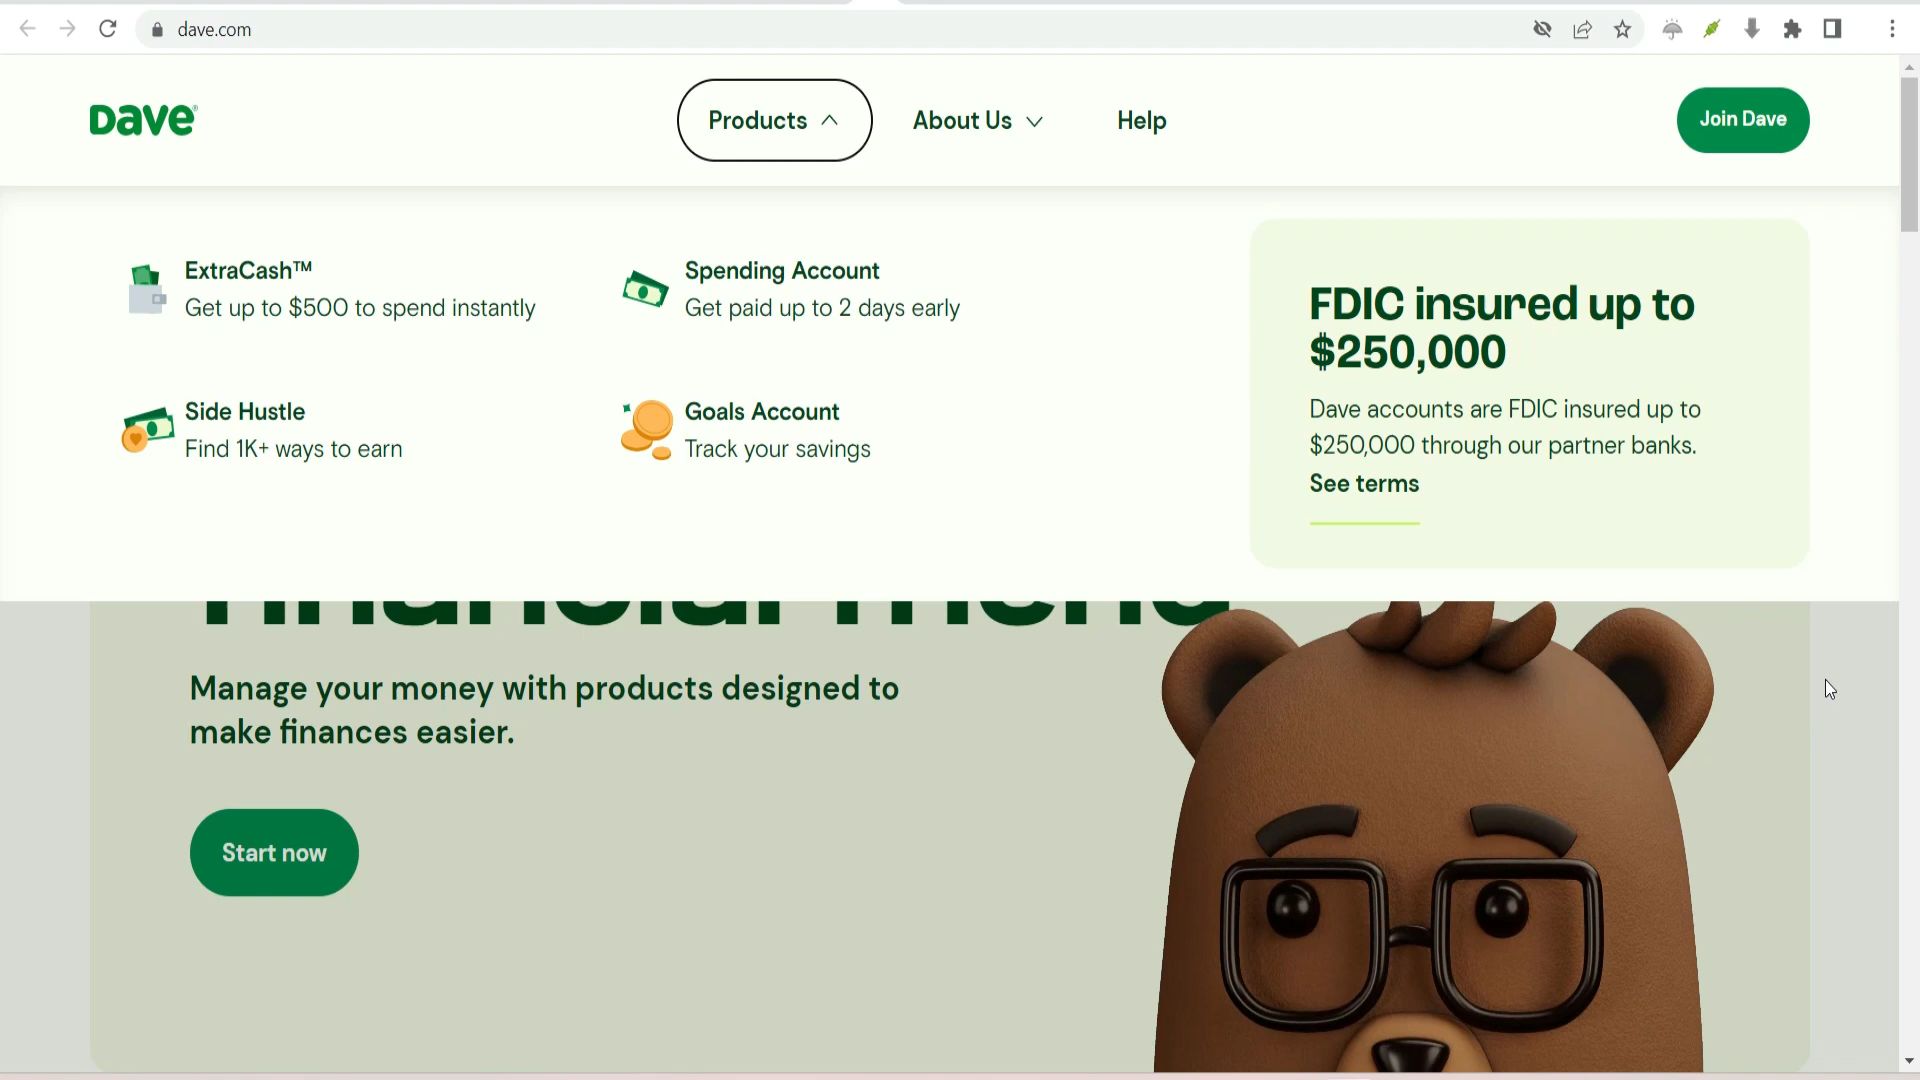 dave.com
Dave®
Products
About Us
Help
Join Dave
ExtraCash™
Get up to $500 to spend instantly
Spending Account
Get paid up to 2 days early
Side Hustle
Find 1K+ ways to earn
Goals Account
Track your savings
FDIC insured up to
$250,000
Dave accounts are FDIC insured up to
$250,000 through our partner banks.
See terms
Financial Friend
Manage your money with products designed to
make finances easier.
Start now